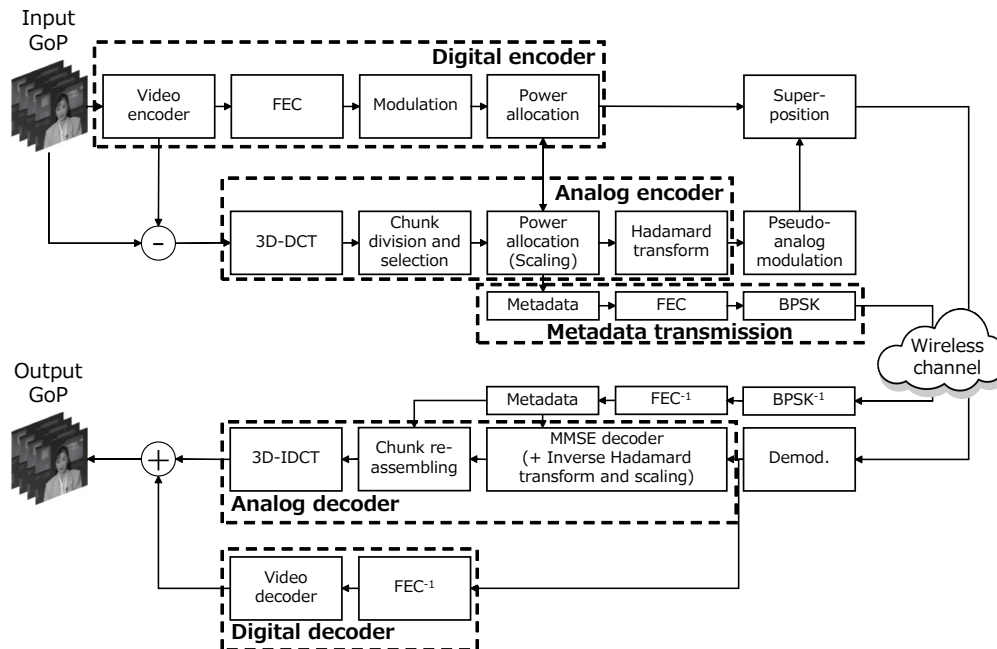 Input
GoP
Digital encoder
Video
encoder
FEC
Modulation
Power
allocation
Super-
position
Analog encoder
-
3D-DCT
Chunk
division and
selection
Power
allocation
(Scaling)
Hadamard
transform
Pseudo-
analog
modulation
Metadata
FEC
BPSK
Metadata transmission
Wireless
channel
Output
GoP
Metadata
FEC-1
BPSK-1
+
3D-IDCT
Chunk re-
assembling
MMSE decoder
(+ Inverse Hadamard
transform and scaling)
Demod.
Analog decoder
Video
decoder
FEC-1
Digital decoder